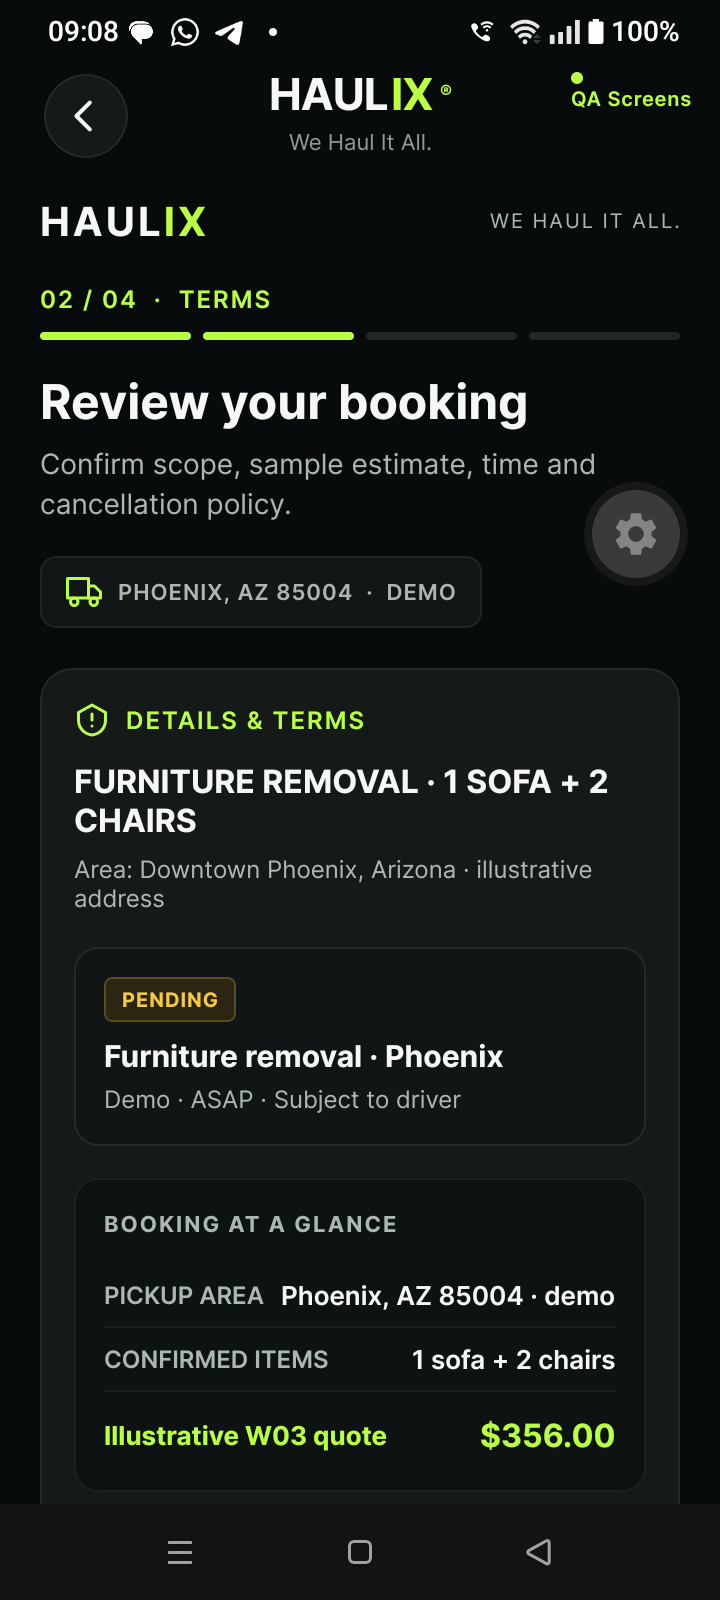 09:08
100%
HAULIX ®
We Haul It All.
QA Screens
HAULIX
WE HAUL IT ALL.
02 / 04 · TERMS
Review your booking
Confirm scope, sample estimate, time and
cancellation policy.
PHOENIX, AZ 85004 · DEMO
DETAILS & TERMS
FURNITURE REMOVAL · 1 SOFA + 2
CHAIRS
Area: Downtown Phoenix, Arizona · illustrative
address
PENDING
Furniture removal · Phoenix
Demo · ASAP · Subject to driver
BOOKING AT A GLANCE
PICKUP AREA Phoenix, AZ 85004 · demo
CONFIRMED ITEMS 1 sofa + 2 chairs
Illustrative W03 quote $356.00